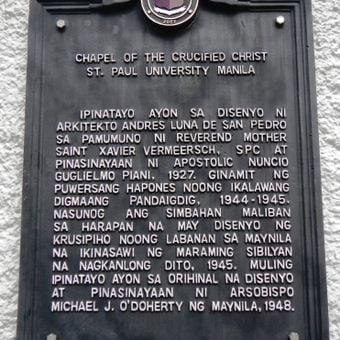 CHAPEL OF THE CRUCIFIED CHRIST
ST. PAUL UNIVERSITY MANILA
IPINATAYO AYON SA DISENYO NI
ARKITEKTO ANDRES LUNA DE SAN PEDRO
SA PAMUMUNO NI REVEREND MOTHER
SAINT XAVIER VERMEERSCH, SPC AT
PINASINAYAAN NI APOSTOLIC NUNCIO
GUGLIELMO PIANI, 1927. GINAMIT NG
PUWERSANG HAPONES NOONG IKALAWANG
DIGMAANG PANDAIGDIG, 1944-1945.
NASUNOG ANG SIMBAHAN MALIBAN
SA HARAPAN NA MAY DISENYO NG
KRUSIPIHO NOONG LABANAN SA MAYNILA
NA IKINASAWI NG MARAMING SIBILYAN
NA NAGKANLONG DITO, 1945. MULING
IPINATAYO AYON SA ORIHINAL NA DISENYO
AT PINASINAYAAN NI ARSOBISPO
MICHAEL J. O'DOHERTY NG MAYNILA, 1948.